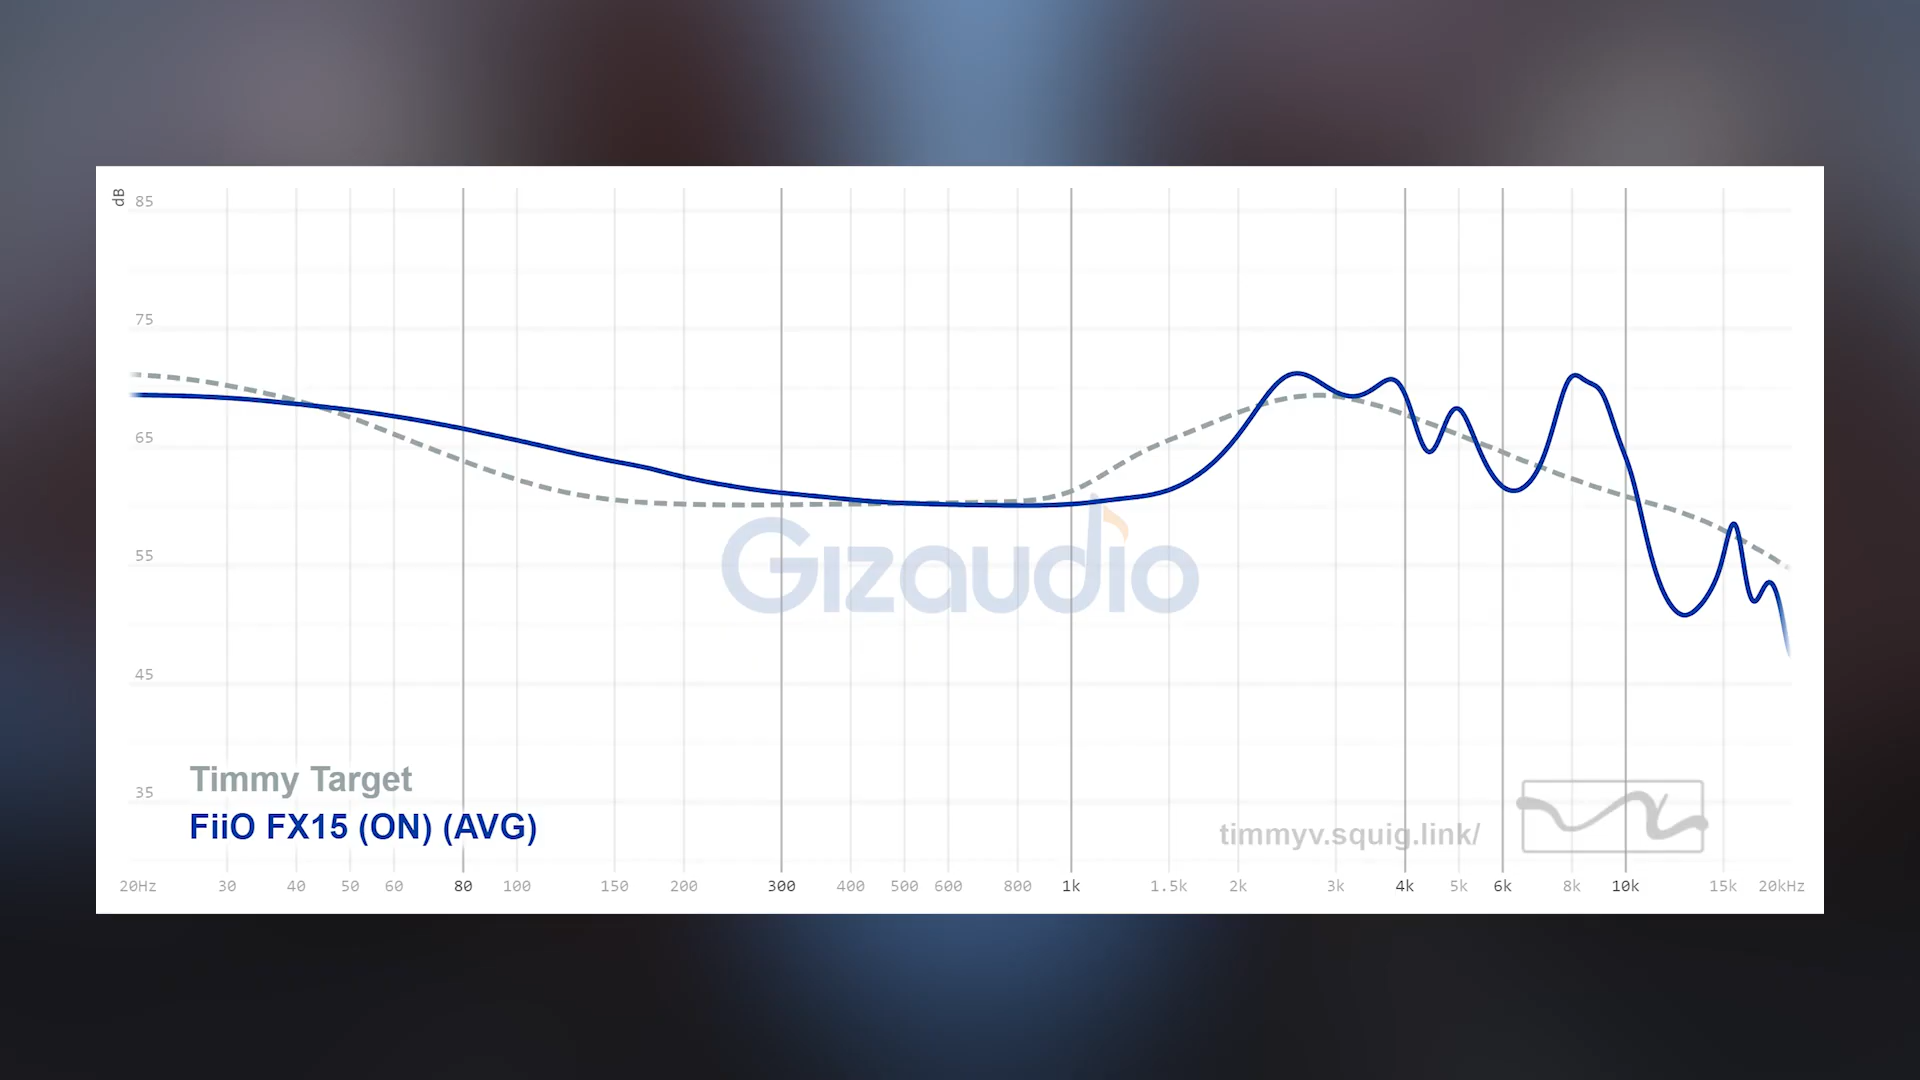 dB
85
75
65
55
45
35
Gizaudio
Timmy Target
FiiO FX15 (ON) (AVG)
timmyv.squig.link/
20Hz 30 40 50 60 80 100 150 200 300 400 500 600 800 1k 1.5k 2k 3k 4k 5k 6k 8k 10k 15k 20kHz